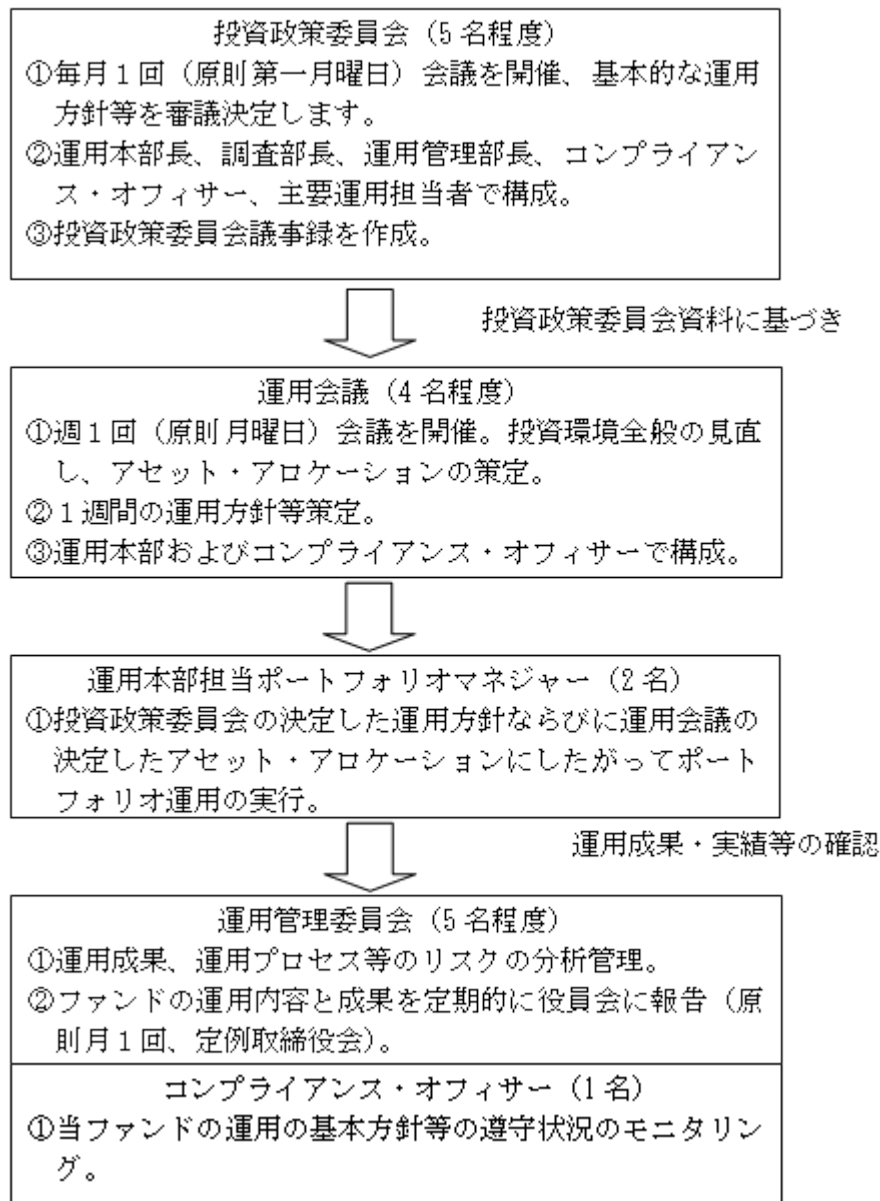 投資政策委員会（5名程度）
①毎月1回（原則第一月曜日）会議を開催、基本的な運用
方針等を審議決定します。
②運用本部長、調査部長、運用管理部長、コンプライアン
ス・オフィサー、主要運用担当者で構成。
③投資政策委員会議事録を作成。
投資政策委員会資料に基づき
運用会議（4名程度）
①週1回（原則月曜日）会議を開催。投資環境全般の見直
し、アセット・アロケーションの策定。
②1週間の運用方針等策定。
③運用本部およびコンプライアンス・オフィサーで構成。
運用本部担当ポートフォリオマネジャー（2名）
①投資政策委員会の決定した運用方針ならびに運用会議の
決定したアセット・アロケーションにしたがってポート
フォリオ運用の実行。
運用成果・実績等の確認
運用管理委員会（5名程度）
①運用成果、運用プロセス等のリスクの分析管理。
②ファンドの運用内容と成果を定期的に役員会に報告（原
則月1回、定例取締役会）。
コンプライアンス・オフィサー（1名）
①当ファンドの運用の基本方針等の遵守状況のモニタリン
グ。